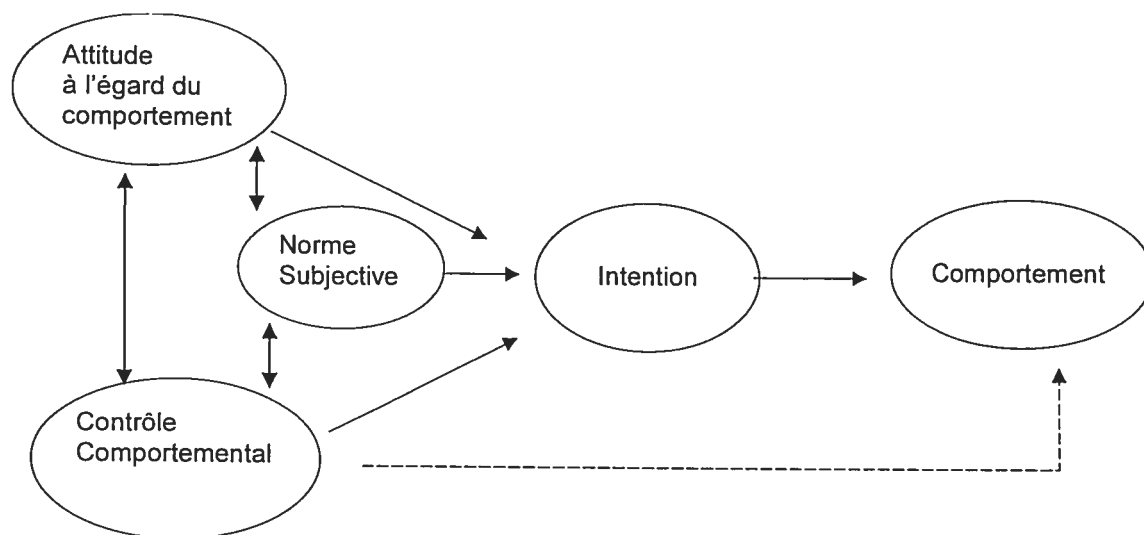 Attitude
à l'égard du
comportement
Norme
Subjective
Intention
Comportement
Contrôle
Comportemental